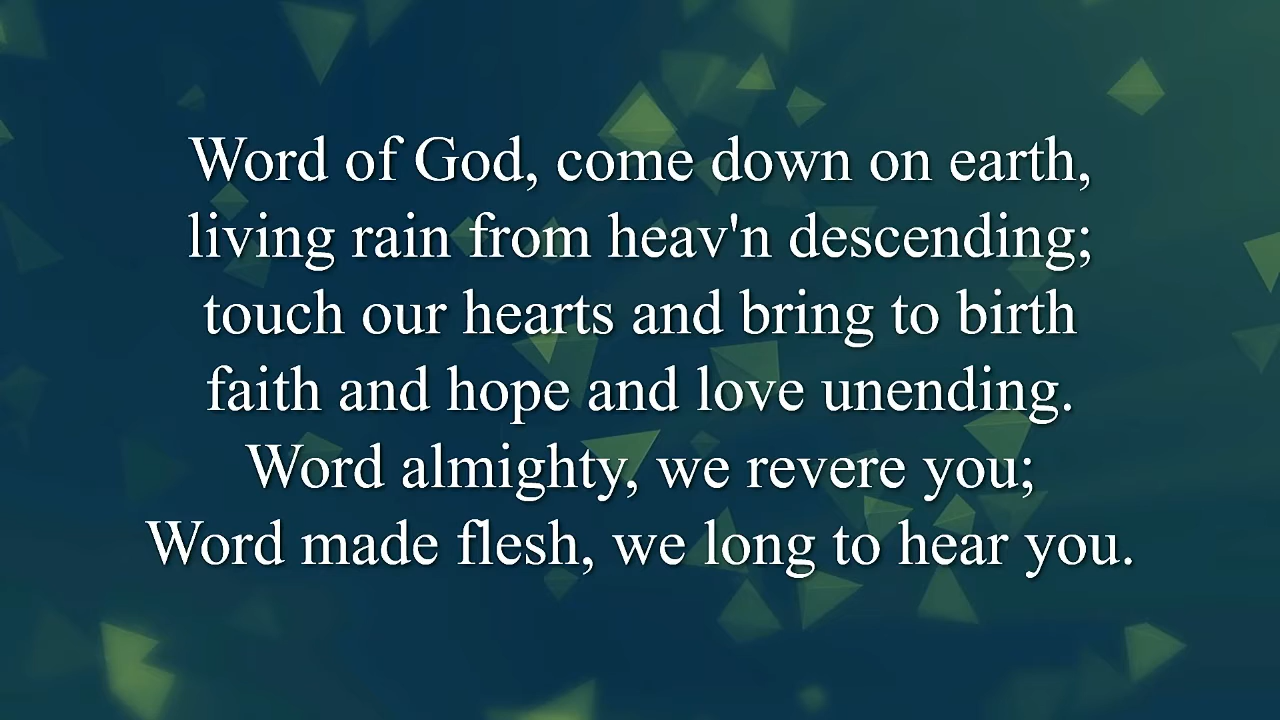 Word of God, come down on earth,
living rain from heav'n descending;
touch our hearts and bring to birth
faith and hope and love unending.
Word almighty, we revere you;
Word made flesh, we long to hear you.